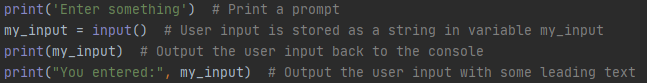 print('Enter something')  # Print a prompt
my_input = input()  # User input is stored as a string in variable my_input
print(my_input)  # Output the user input back to the console
print("You entered:", my_input)  # Output the user input with some leading text